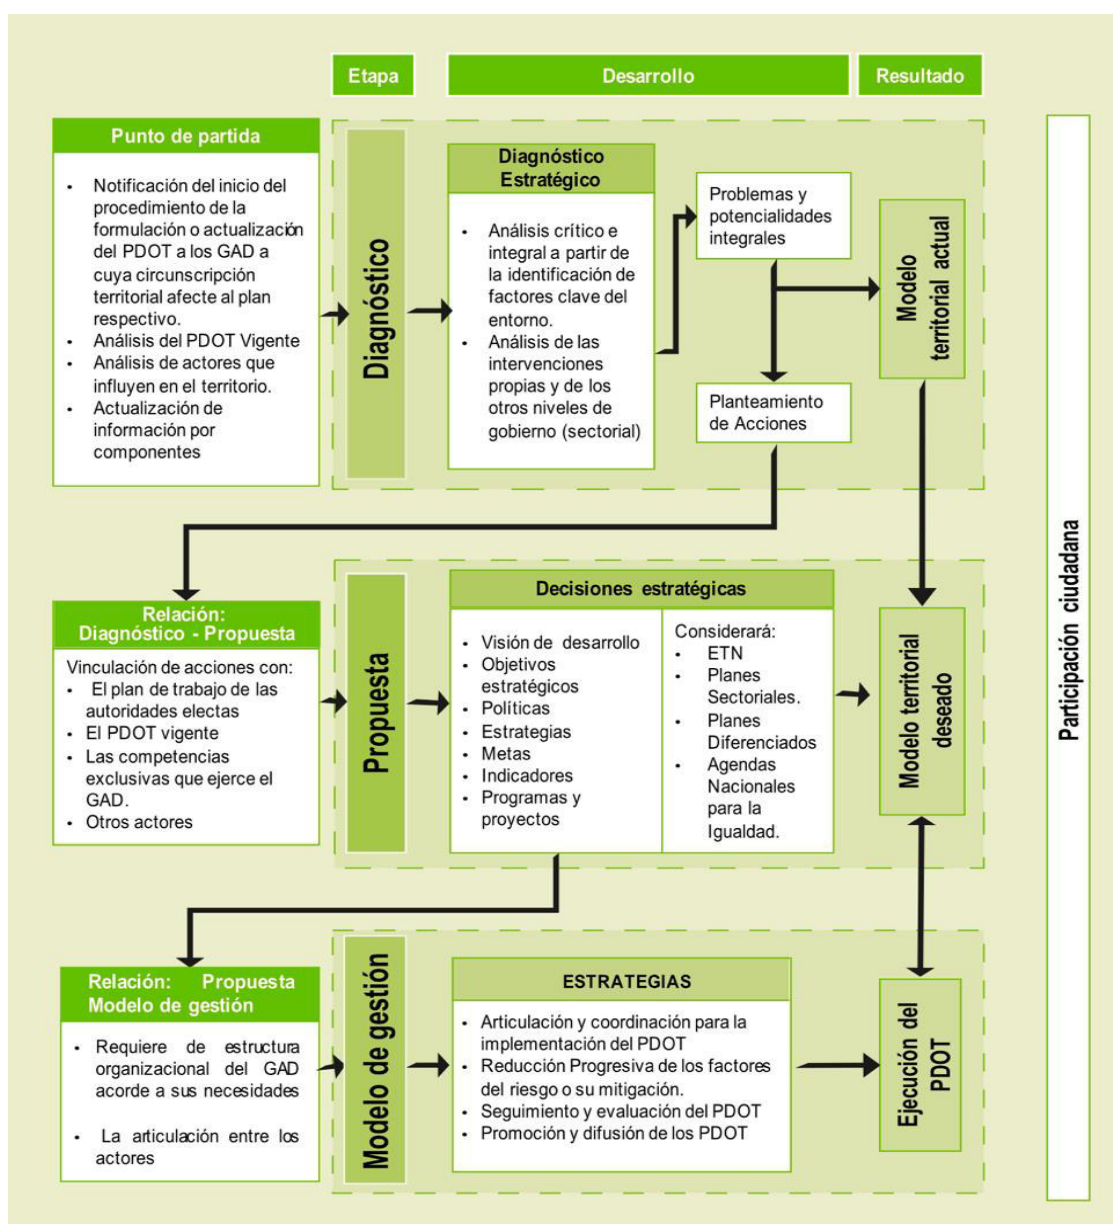 Etapa
Desarrollo
Resultado
Punto de partida
• Notificación del inicio del
procedimiento de la
formulación o actualización
del PDOT a los GAD a
cuya circunscripción
territorial afecte al plan
respectivo.
• Análisis del PDOT Vigente
• Análisis de actores que
influyen en el territorio.
• Actualización de
información por
componentes
Diagnóstico
Diagnóstico
Estratégico
• Análisis crítico e
integral a partir de
la identificación de
factores clave del
entorno.
• Análisis de las
intervenciones
propias y de los
otros niveles de
gobierno (sectorial)
Problemas y
potencialidades
integrales
Planteamiento
de Acciones
Modelo
territorial actual
Relación:
Diagnóstico - Propuesta
Vinculación de acciones con:
• El plan de trabajo de las
autoridades electas
• El PDOT vigente
• Las competencias
exclusivas que ejerce el
GAD.
• Otros actores
Propuesta
Decisiones estratégicas
• Visión de desarrollo
• Objetivos
estratégicos
• Políticas
• Estrategias
• Metas
• Indicadores
• Programas y
proyectos
Considerará:
• ETN
• Planes
Sectoriales.
• Planes
Diferenciados
• Agendas
Nacionales
para la
Igualdad.
Modelo territorial
deseado
Relación: Propuesta
Modelo de gestión
• Requiere de estructura
organizacional del GAD
acorde a sus necesidades
• La articulación entre los
actores
Modelo de gestión
ESTRATEGIAS
• Articulación y coordinación para la
implementación del PDOT
• Reducción Progresiva de los factores
del riesgo o su mitigación.
• Seguimiento y evaluación del PDOT
• Promoción y difusión de los PDOT
Ejecución del
PDOT
Participación ciudadana